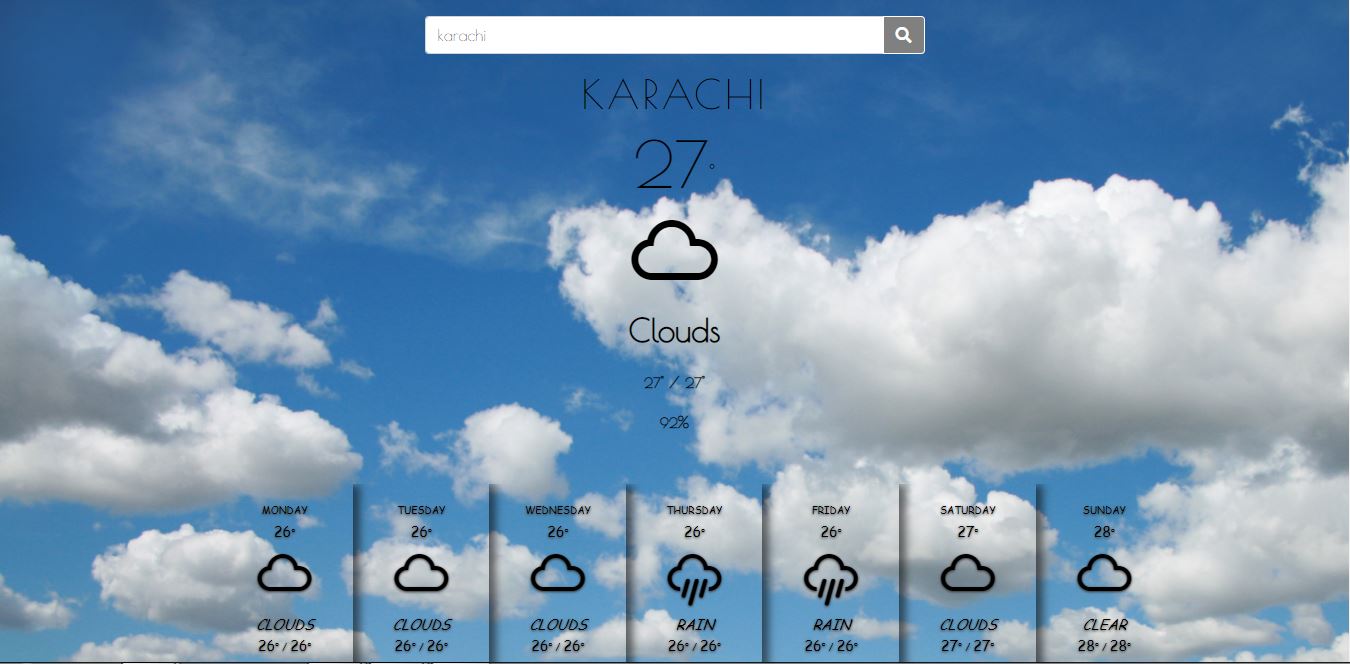 karachi
KARACHI
27°
Clouds
27° / 27°
92%
MONDAY
26°
CLOUDS
26° / 26°
TUESDAY
26°
CLOUDS
26° / 26°
WEDNESDAY
26°
CLOUDS
26° / 26°
THURSDAY
26°
RAIN
26° / 26°
FRIDAY
26°
RAIN
26° / 26°
SATURDAY
27°
CLOUDS
27° / 27°
SUNDAY
28°
CLEAR
28° / 28°